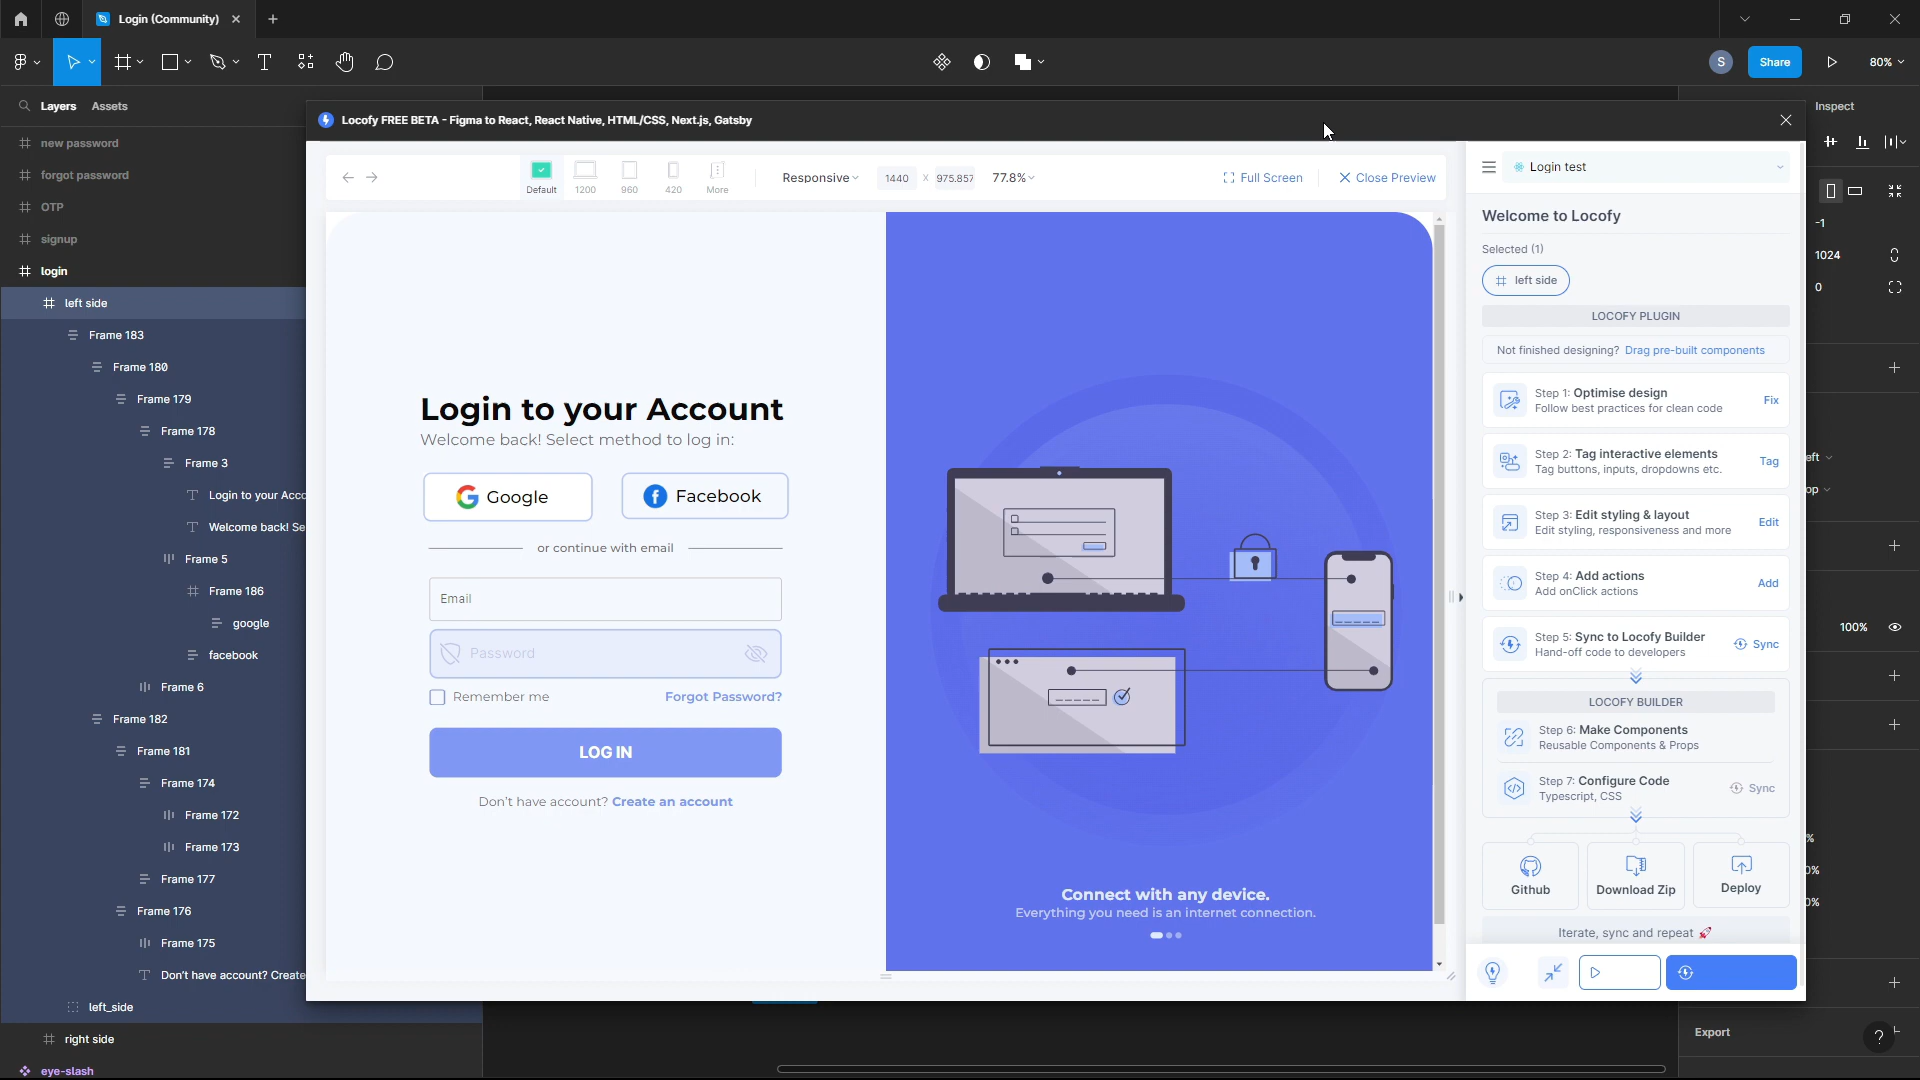 Login (Community)
S
Share
80%
Layers
Assets
Inspect
Locofy FREE BETA - Figma to React, React Native, HTML/CSS, Next.js, Gatsby
new password
forgot password
OTP
signup
login
left side
Frame 183
Frame 180
Frame 179
Frame 178
Frame 3
Login to your Acco
Welcome back! Se
Frame 5
Frame 186
google
facebook
Frame 6
Frame 182
Frame 181
Frame 174
Frame 172
Frame 173
Frame 177
Frame 176
Frame 175
Don't have account? Create
left_side
right side
eye-slash
Default
1200
960
420
More
Responsive
1440
x
975.857
77.8%
Full Screen
Close Preview
Login to your Account
Welcome back! Select method to log in:
Google
Facebook
or continue with email
Email
Password
Remember me
Forgot Password?
LOG IN
Don't have account? Create an account
Connect with any device.
Everything you need is an internet connection.
Login test
Welcome to Locofy
Selected (1)
left side
LOCOFY PLUGIN
Not finished designing? Drag pre-built components
Step 1: Optimise design
Follow best practices for clean code
Fix
Step 2: Tag interactive elements
Tag buttons, inputs, dropdowns etc.
Tag
Step 3: Edit styling & layout
Edit styling, responsiveness and more
Edit
Step 4: Add actions
Add onClick actions
Add
Step 5: Sync to Locofy Builder
Hand-off code to developers
Sync
LOCOFY BUILDER
Step 6: Make Components
Reusable Components & Props
Step 7: Configure Code
Typescript, CSS
Sync
Github
Download Zip
Deploy
Iterate, sync and repeat 🚀
-1
1024
0
eft
op
100%
%
0%
0%
Export
?